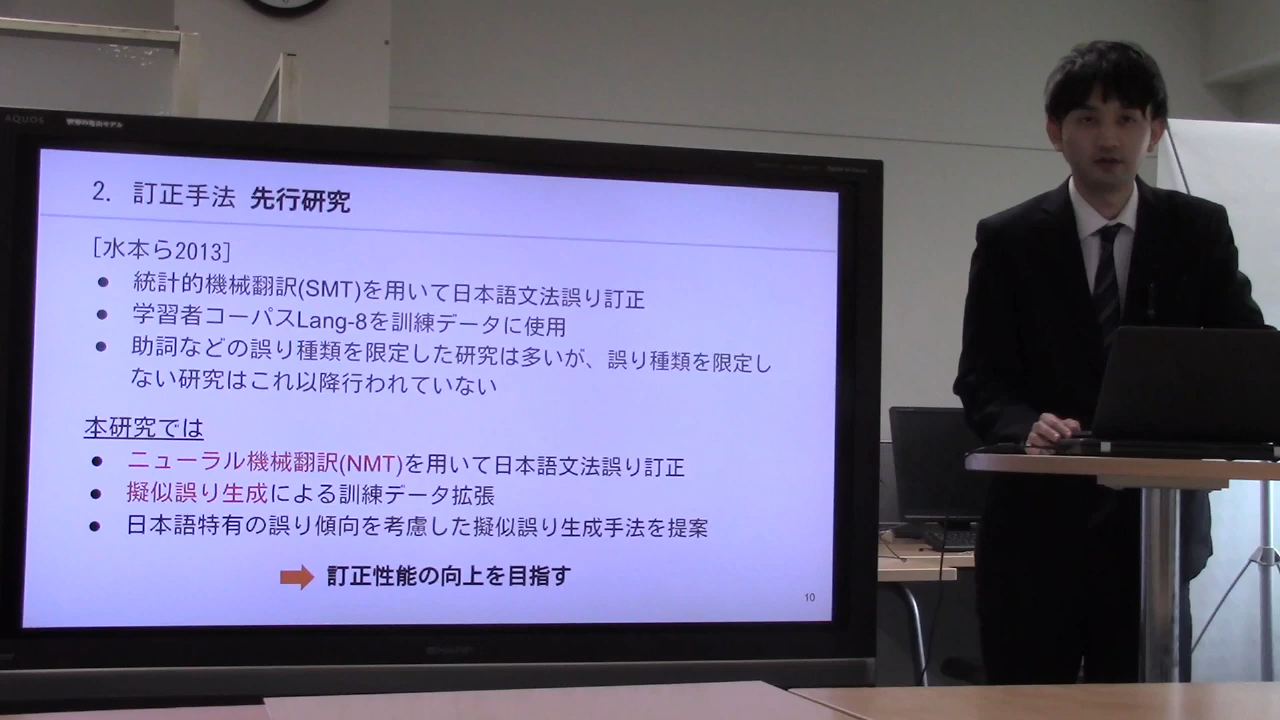 AQUOS 世界の亀山モデル
2. 訂正手法 先行研究
[水本ら2013]
● 統計的機械翻訳(SMT)を用いて日本語文法誤り訂正
● 学習者コーパスLang-8を訓練データに使用
● 助詞などの誤り種類を限定した研究は多いが、誤り種類を限定し
ない研究はこれ以降行われていない
本研究では
● ニューラル機械翻訳(NMT)を用いて日本語文法誤り訂正
● 擬似誤り生成による訓練データ拡張
● 日本語特有の誤り傾向を考慮した擬似誤り生成手法を提案
訂正性能の向上を目指す
10
SHARP